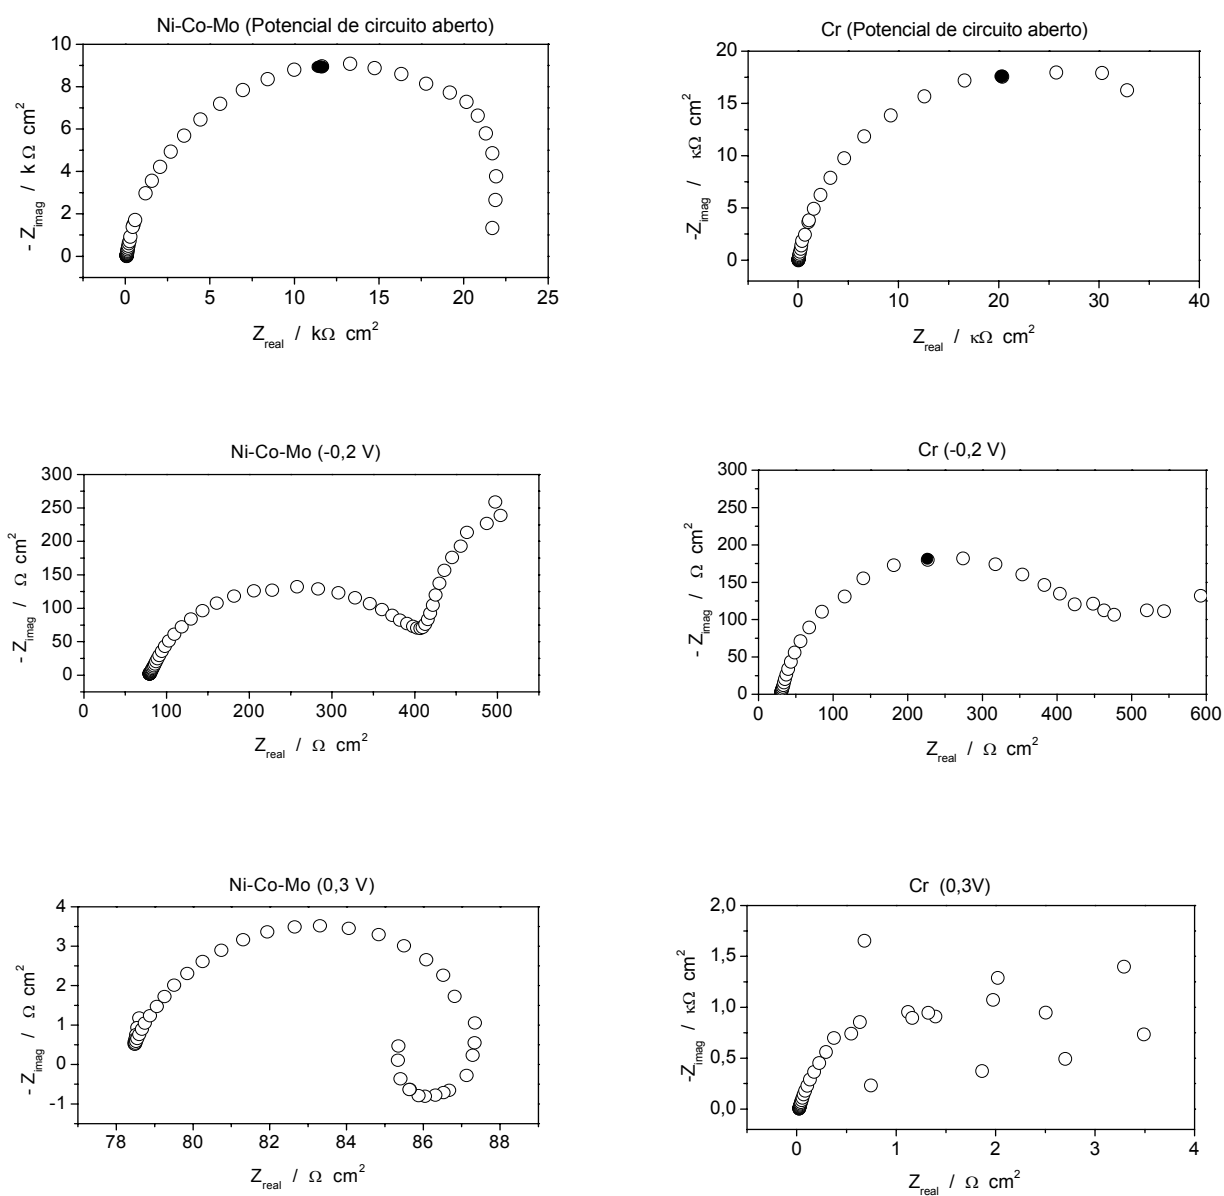 Ni-Co-Mo (Potencial de circuito aberto)
10
8
6
4
2
0
- Z_imag / kΩ cm²
0 5 10 15 20 25
Z_real / kΩ cm²
Cr (Potencial de circuito aberto)
20
15
10
5
0
-Z_imag / κΩ cm²
0 10 20 30 40
Z_real / κΩ cm²
Ni-Co-Mo (-0,2 V)
300
250
200
150
100
50
0
- Z_imag / Ω cm²
0 100 200 300 400 500
Z_real / Ω cm²
Cr (-0,2 V)
300
250
200
150
100
50
0
- Z_imag / Ω cm²
0 100 200 300 400 500 600
Z_real / Ω cm²
Ni-Co-Mo (0,3 V)
4
3
2
1
0
-1
- Z_imag / Ω cm²
78 80 82 84 86 88
Z_real / Ω cm²
Cr (0,3V)
2,0
1,5
1,0
0,5
0,0
-Z_imag / κΩ cm²
0 1 2 3 4
Z_real / Ω cm²